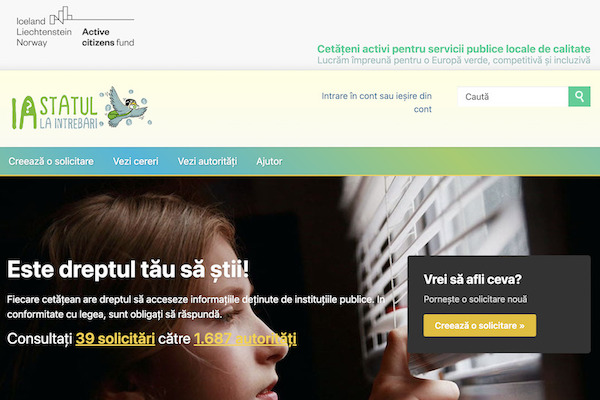 Iceland
Liechtenstein
Norway
Active
citizens fund
Cetățeni activi pentru servicii publice locale de calitate
Lucrăm împreună pentru o Europă verde, competitivă și incluzivă
IA STATUL
LA INTREBARI
Intrare în cont sau ieșire din
cont
Caută
Creează o solicitare
Vezi cereri
Vezi autorități
Ajutor
Este dreptul tău să știi!
Fiecare cetățean are dreptul să acceseze informațiile deținute de instituțiile publice. În
conformitate cu legea, sunt obligați să răspundă.
Consultați 39 solicitări către 1.687 autorități
Vrei să afli ceva?
Pornește o solicitare nouă
Creează o solicitare »